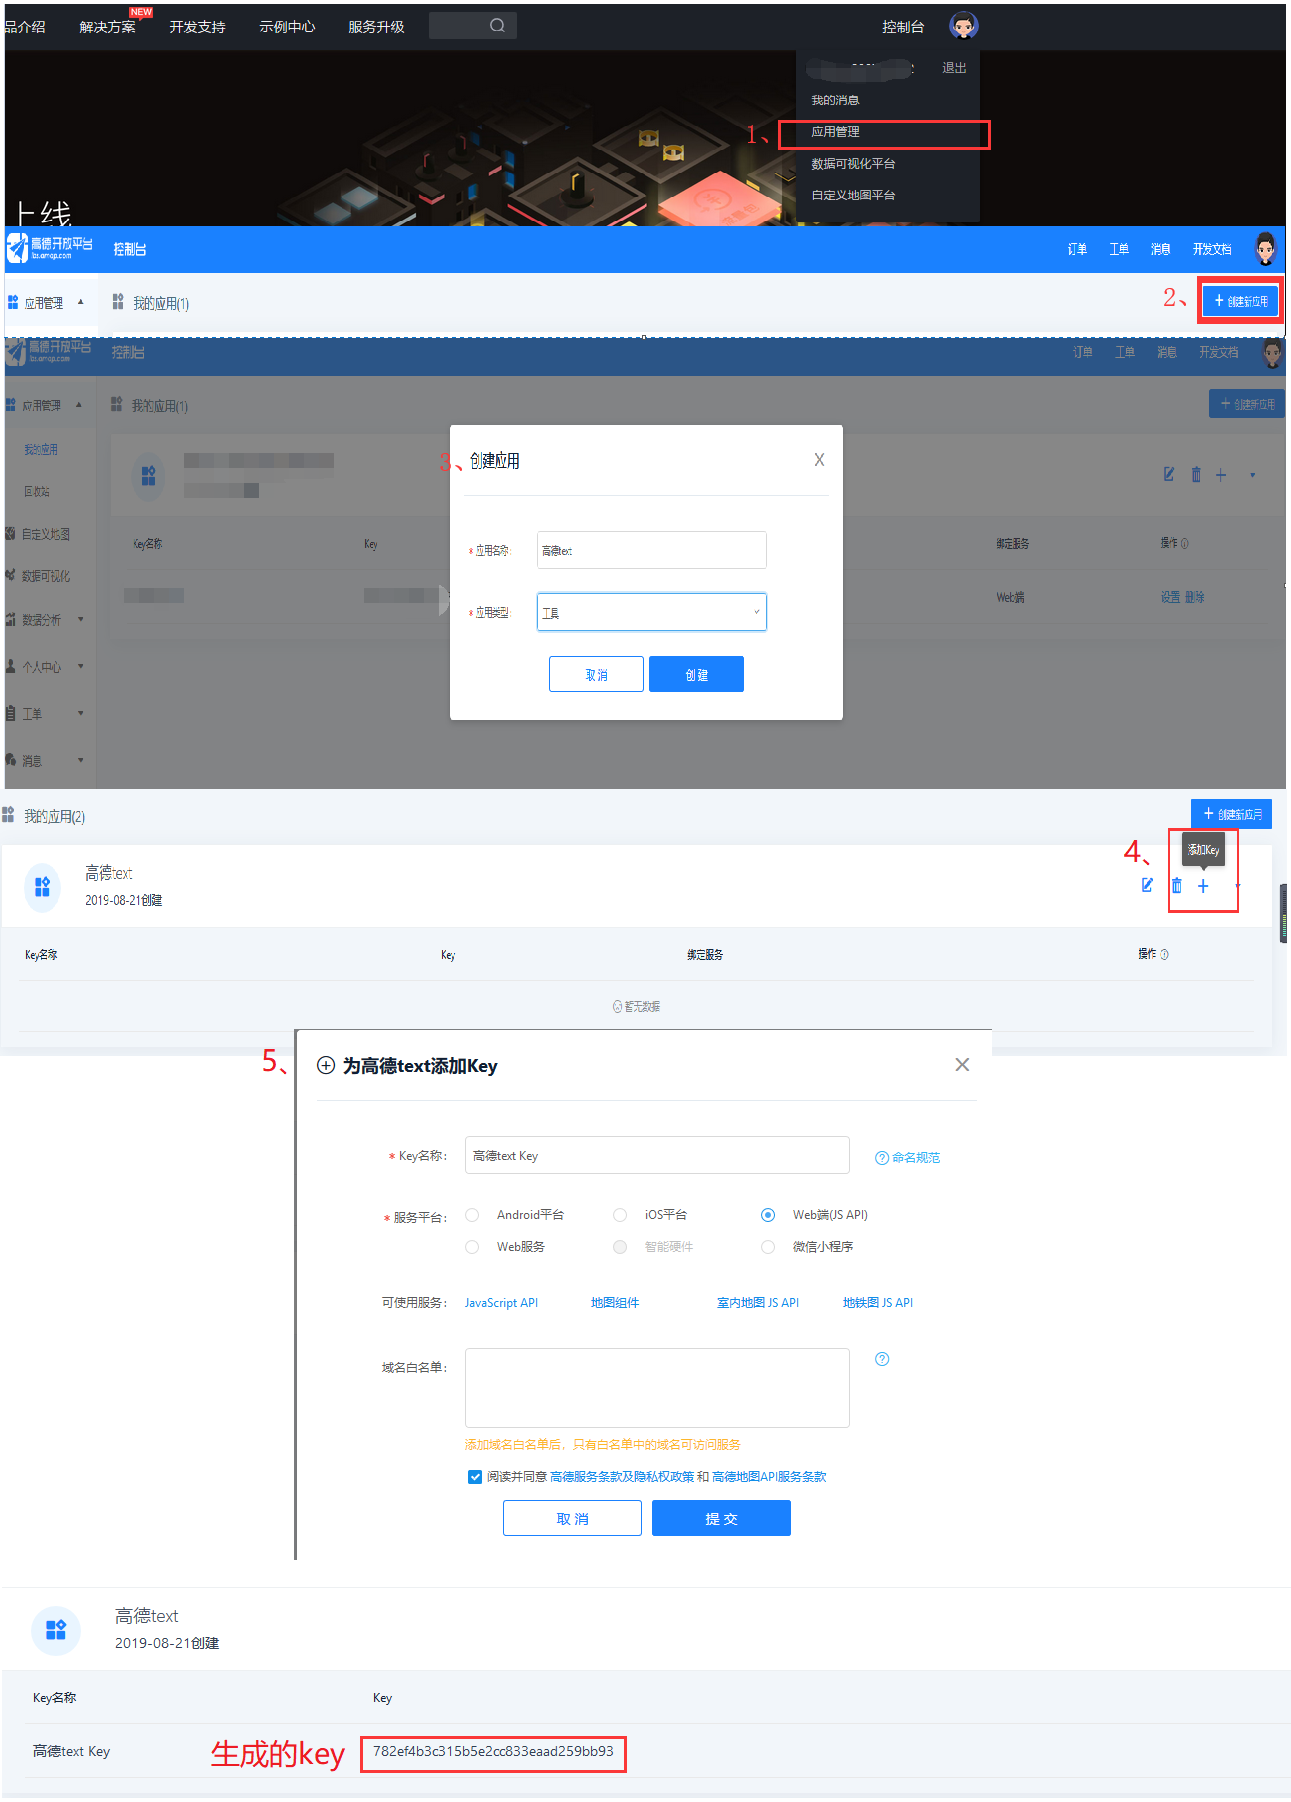 品介绍 解决方案 NEW 开发支持 示例中心 服务升级 控制台
退出
我的消息
1、 应用管理
数据可视化平台
自定义地图平台
上线
高德开放平台 控制台 订单 工单 消息 开发文档
lbs.amap.com
应用管理 我的应用(1) 2、 + 创建新应用
高德开放平台 控制台 订单 工单 消息 开发文档
lbs.amap.com
应用管理 我的应用(1) + 创建新应用
我的应用
回收站
自定义地图
数据可视化
数据分析
个人中心
工单
消息
Key名称 Key 绑定服务 操作
Web端 设置 删除
3、 创建应用 X
* 应用名称: 高德text
* 应用类型: 工具
取消 创建
我的应用(2) + 创建新应用
4、 添加Key
高德text
2019-08-21创建
Key名称 Key 绑定服务 操作
暂无数据
5、 为高德text添加Key
* Key名称: 高德text Key ? 命名规范
* 服务平台: Android平台 iOS平台 Web端(JS API)
Web服务 智能硬件 微信小程序
可使用服务: JavaScript API 地图组件 室内地图 JS API 地铁图 JS API
域名白名单: ?
添加域名白名单后，只有白名单中的域名可访问服务
阅读并同意 高德服务条款及隐私权政策 和 高德地图API服务条款
取消 提交
高德text
2019-08-21创建
Key名称 Key
高德text Key 生成的key 782ef4b3c315b5e2cc833eaad259bb93